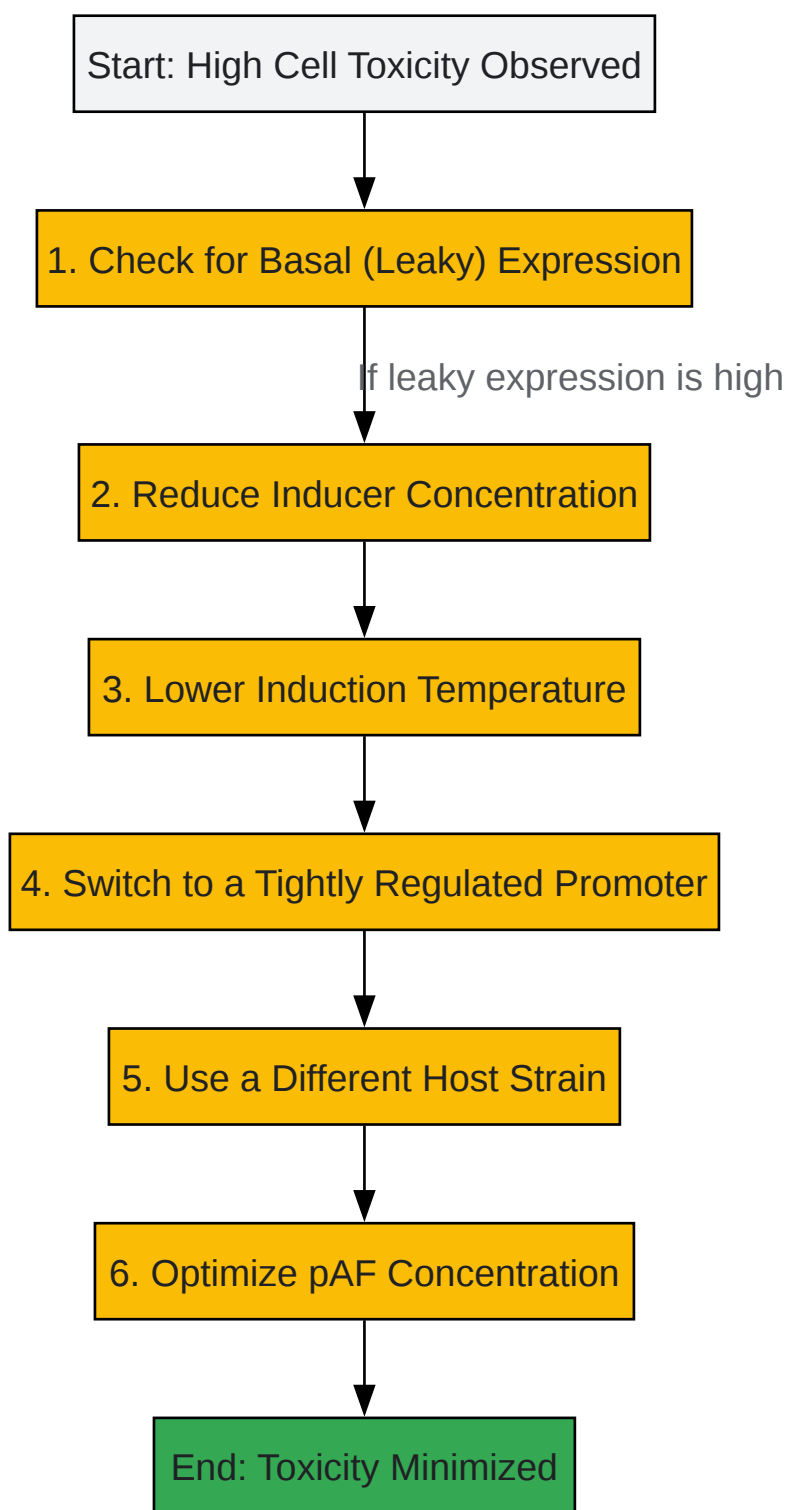 Start: High Cell Toxicity Observed
1. Check for Basal (Leaky) Expression
If leaky expression is high
2. Reduce Inducer Concentration
3. Lower Induction Temperature
4. Switch to a Tightly Regulated Promoter
5. Use a Different Host Strain
6. Optimize pAF Concentration
End: Toxicity Minimized